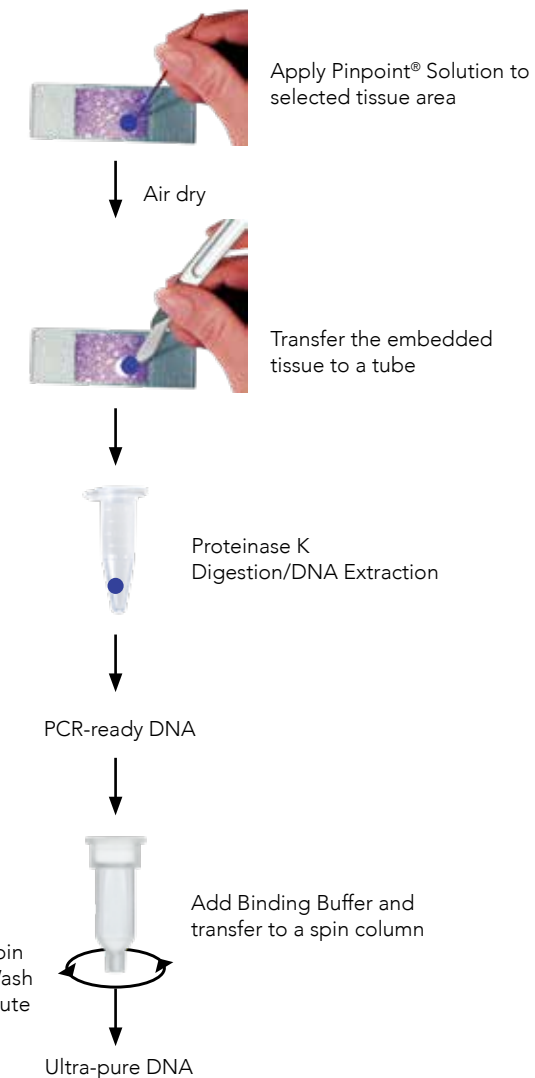 Apply Pinpoint® Solution to
selected tissue area
Air dry
Transfer the embedded
tissue to a tube
Proteinase K
Digestion/DNA Extraction
PCR-ready DNA
Add Binding Buffer and
transfer to a spin column
Ultra-pure DNA